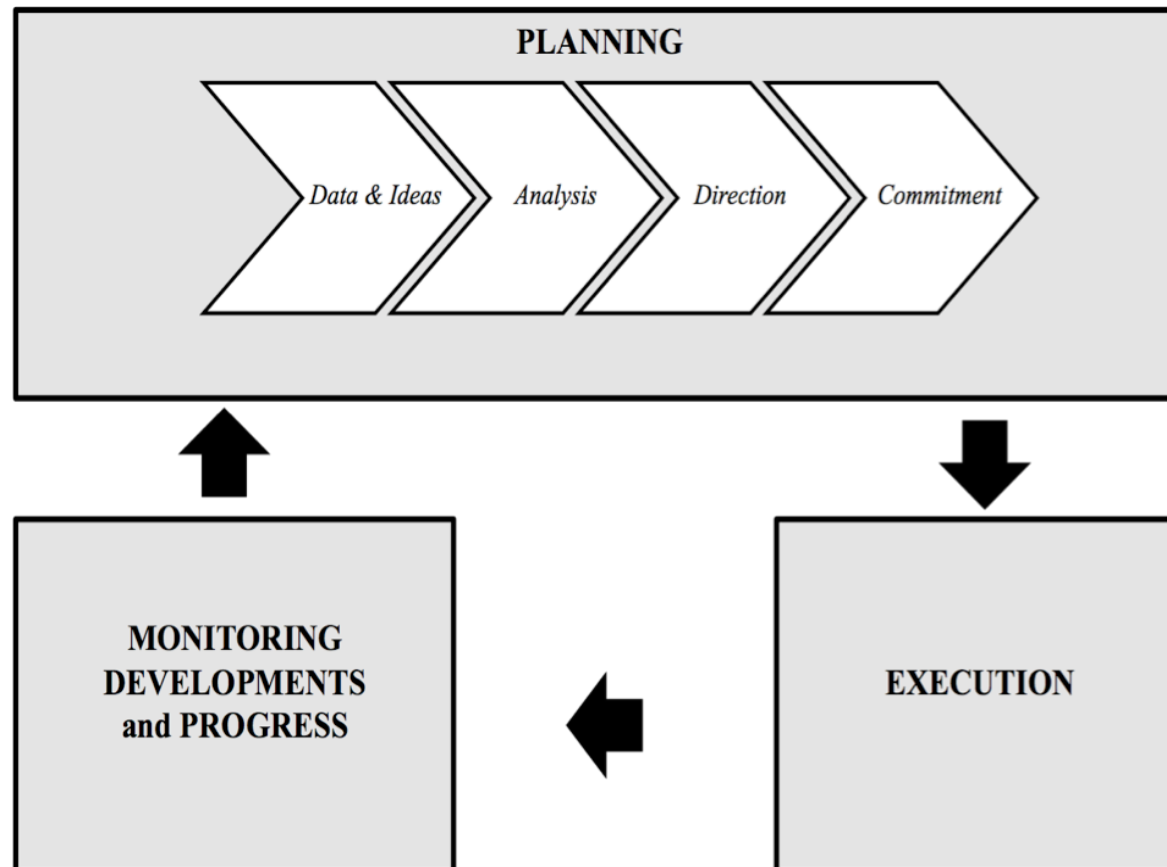 PLANNING
Data & Ideas
Analysis
Direction
Commitment
MONITORING
DEVELOPMENTS
and PROGRESS
EXECUTION